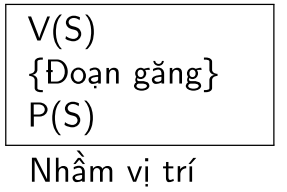 V(S)
{Đoạn găng}
P(S)
Nhầm vị trí